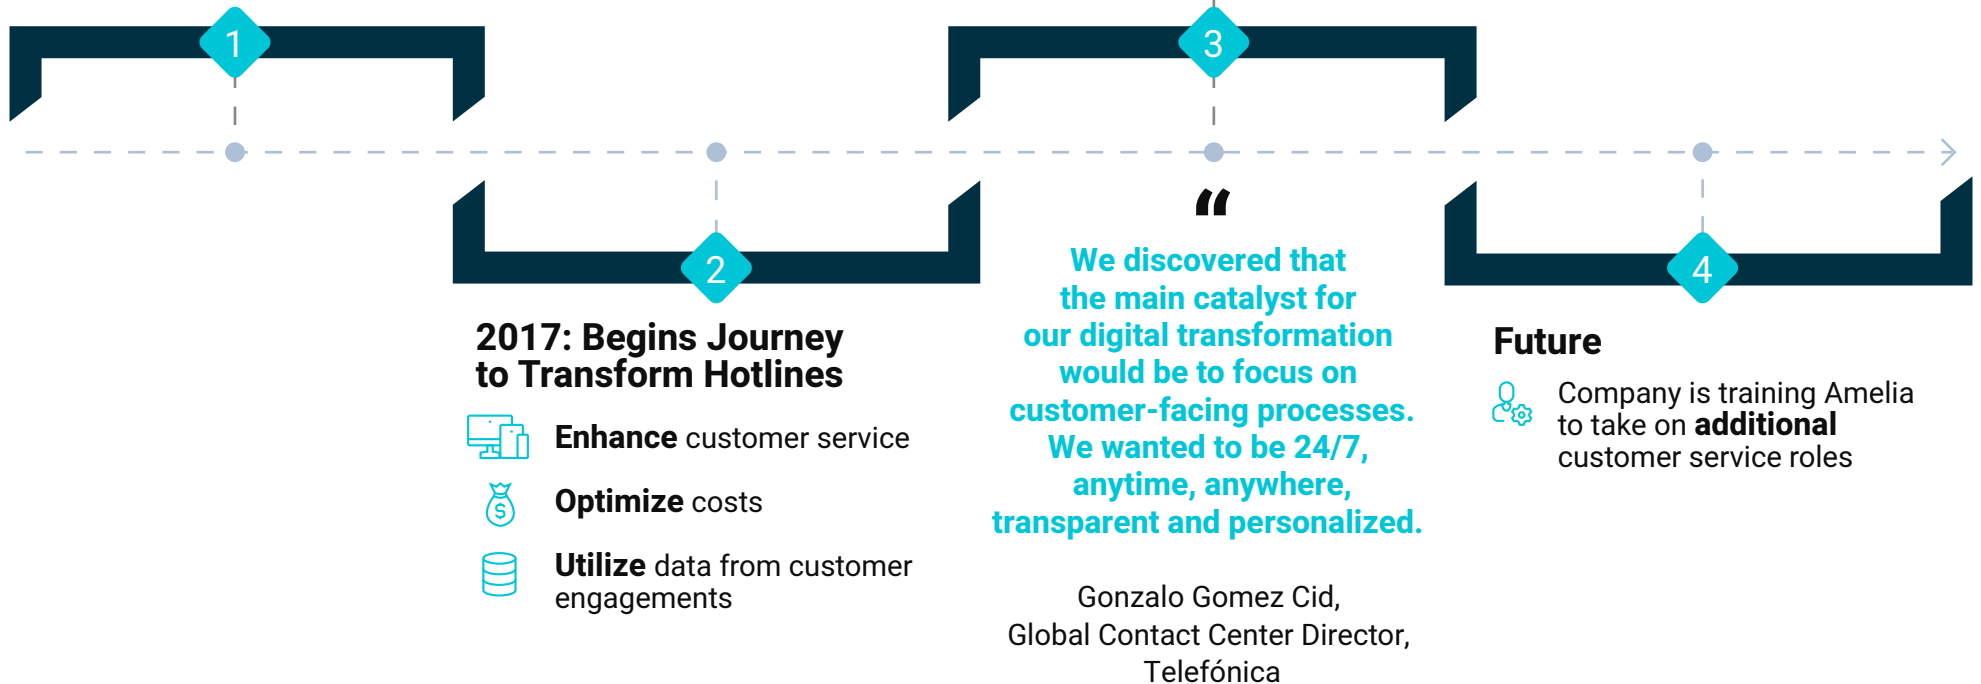 1
3
2
4
2017: Begins Journey
to Transform Hotlines
Enhance customer service
$
Optimize costs
Utilize data from customer
engagements
“
We discovered that
the main catalyst for
our digital transformation
would be to focus on
customer-facing processes.
We wanted to be 24/7,
anytime, anywhere,
transparent and personalized.
Gonzalo Gomez Cid,
Global Contact Center Director,
Telefónica
Future
Company is training Amelia
to take on additional
customer service roles